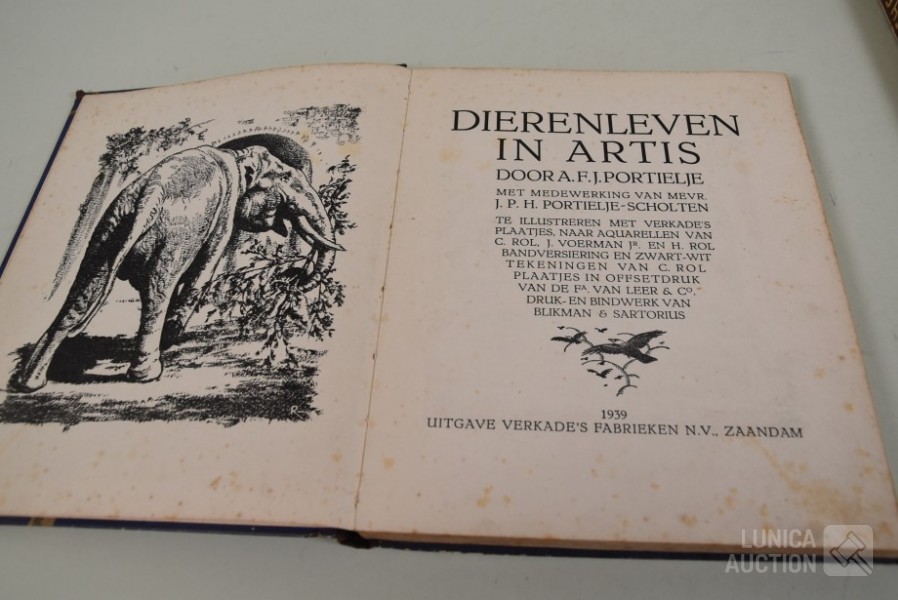 DIERENLEVEN
IN ARTIS
DOOR A.F.J. PORTIELJE
MET MEDEWERKING VAN MEVR.
J. P. H. PORTIELJE-SCHOLTEN
TE ILLUSTREREN MET VERKADE'S
PLAATJES, NAAR AQUARELLEN VAN
C. ROL, J. VOERMAN JR. EN H. ROL
BANDVERSIERING EN ZWART-WIT
TEKENINGEN VAN C. ROL
PLAATJES IN OFFSETDRUK
VAN DE FA. VAN LEER & CO.
DRUK- EN BINDWERK VAN
BLIKMAN & SARTORIUS
1939
UITGAVE VERKADE'S FABRIEKEN N.V., ZAANDAM
LUNICA
AUCTION